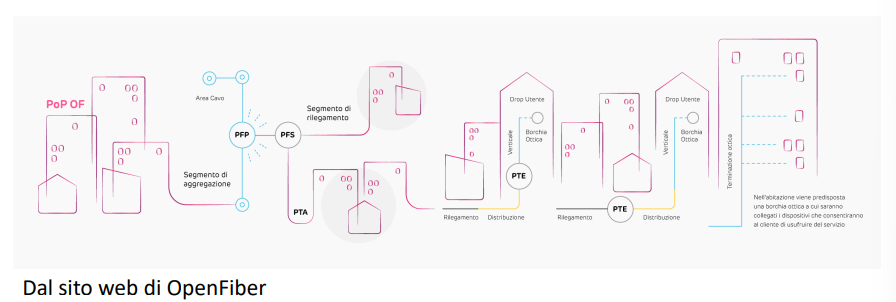 PoP OF
Area Cavo
PFP
PFS
Segmento di
rilegamento
Segmento di
aggregazione
PTA
Drop Utente
Verticale
Borchia
Ottica
PTE
Rilegamento
Distribuzione
Drop Utente
Verticale
Borchia
Ottica
PTE
Rilegamento
Distribuzione
Terminazione ottica
Nell'abitazione viene predisposta
una borchia ottica a cui saranno
collegati i dispositivi che consentiranno
al cliente di usufruire del servizio
Dal sito web di OpenFiber